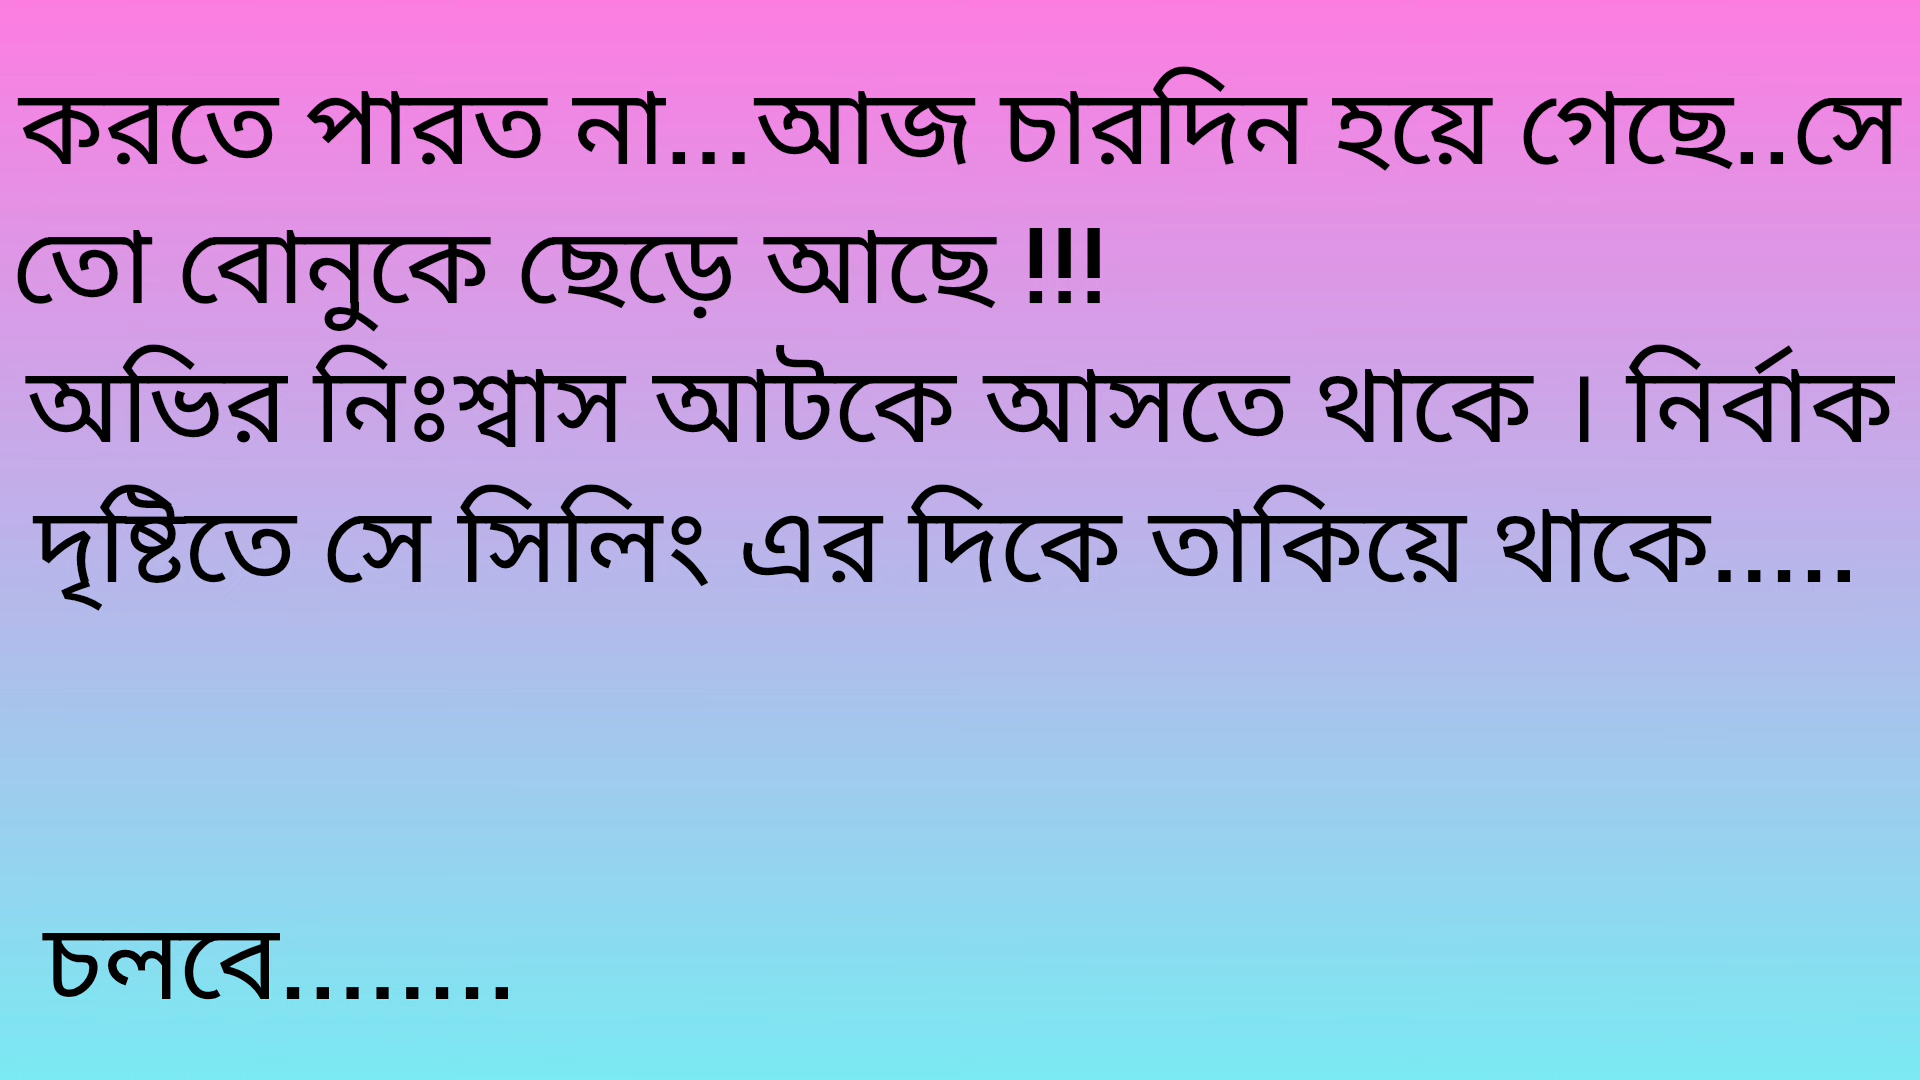 করতে পারত না...আজ চারদিন হয়ে গেছে..সে
তো বোনুকে ছেড়ে আছে !!!
অভির নিঃশ্বাস আটকে আসতে থাকে । নির্বাক
দৃষ্টিতে সে সিলিং এর দিকে তাকিয়ে থাকে.....
চলবে........